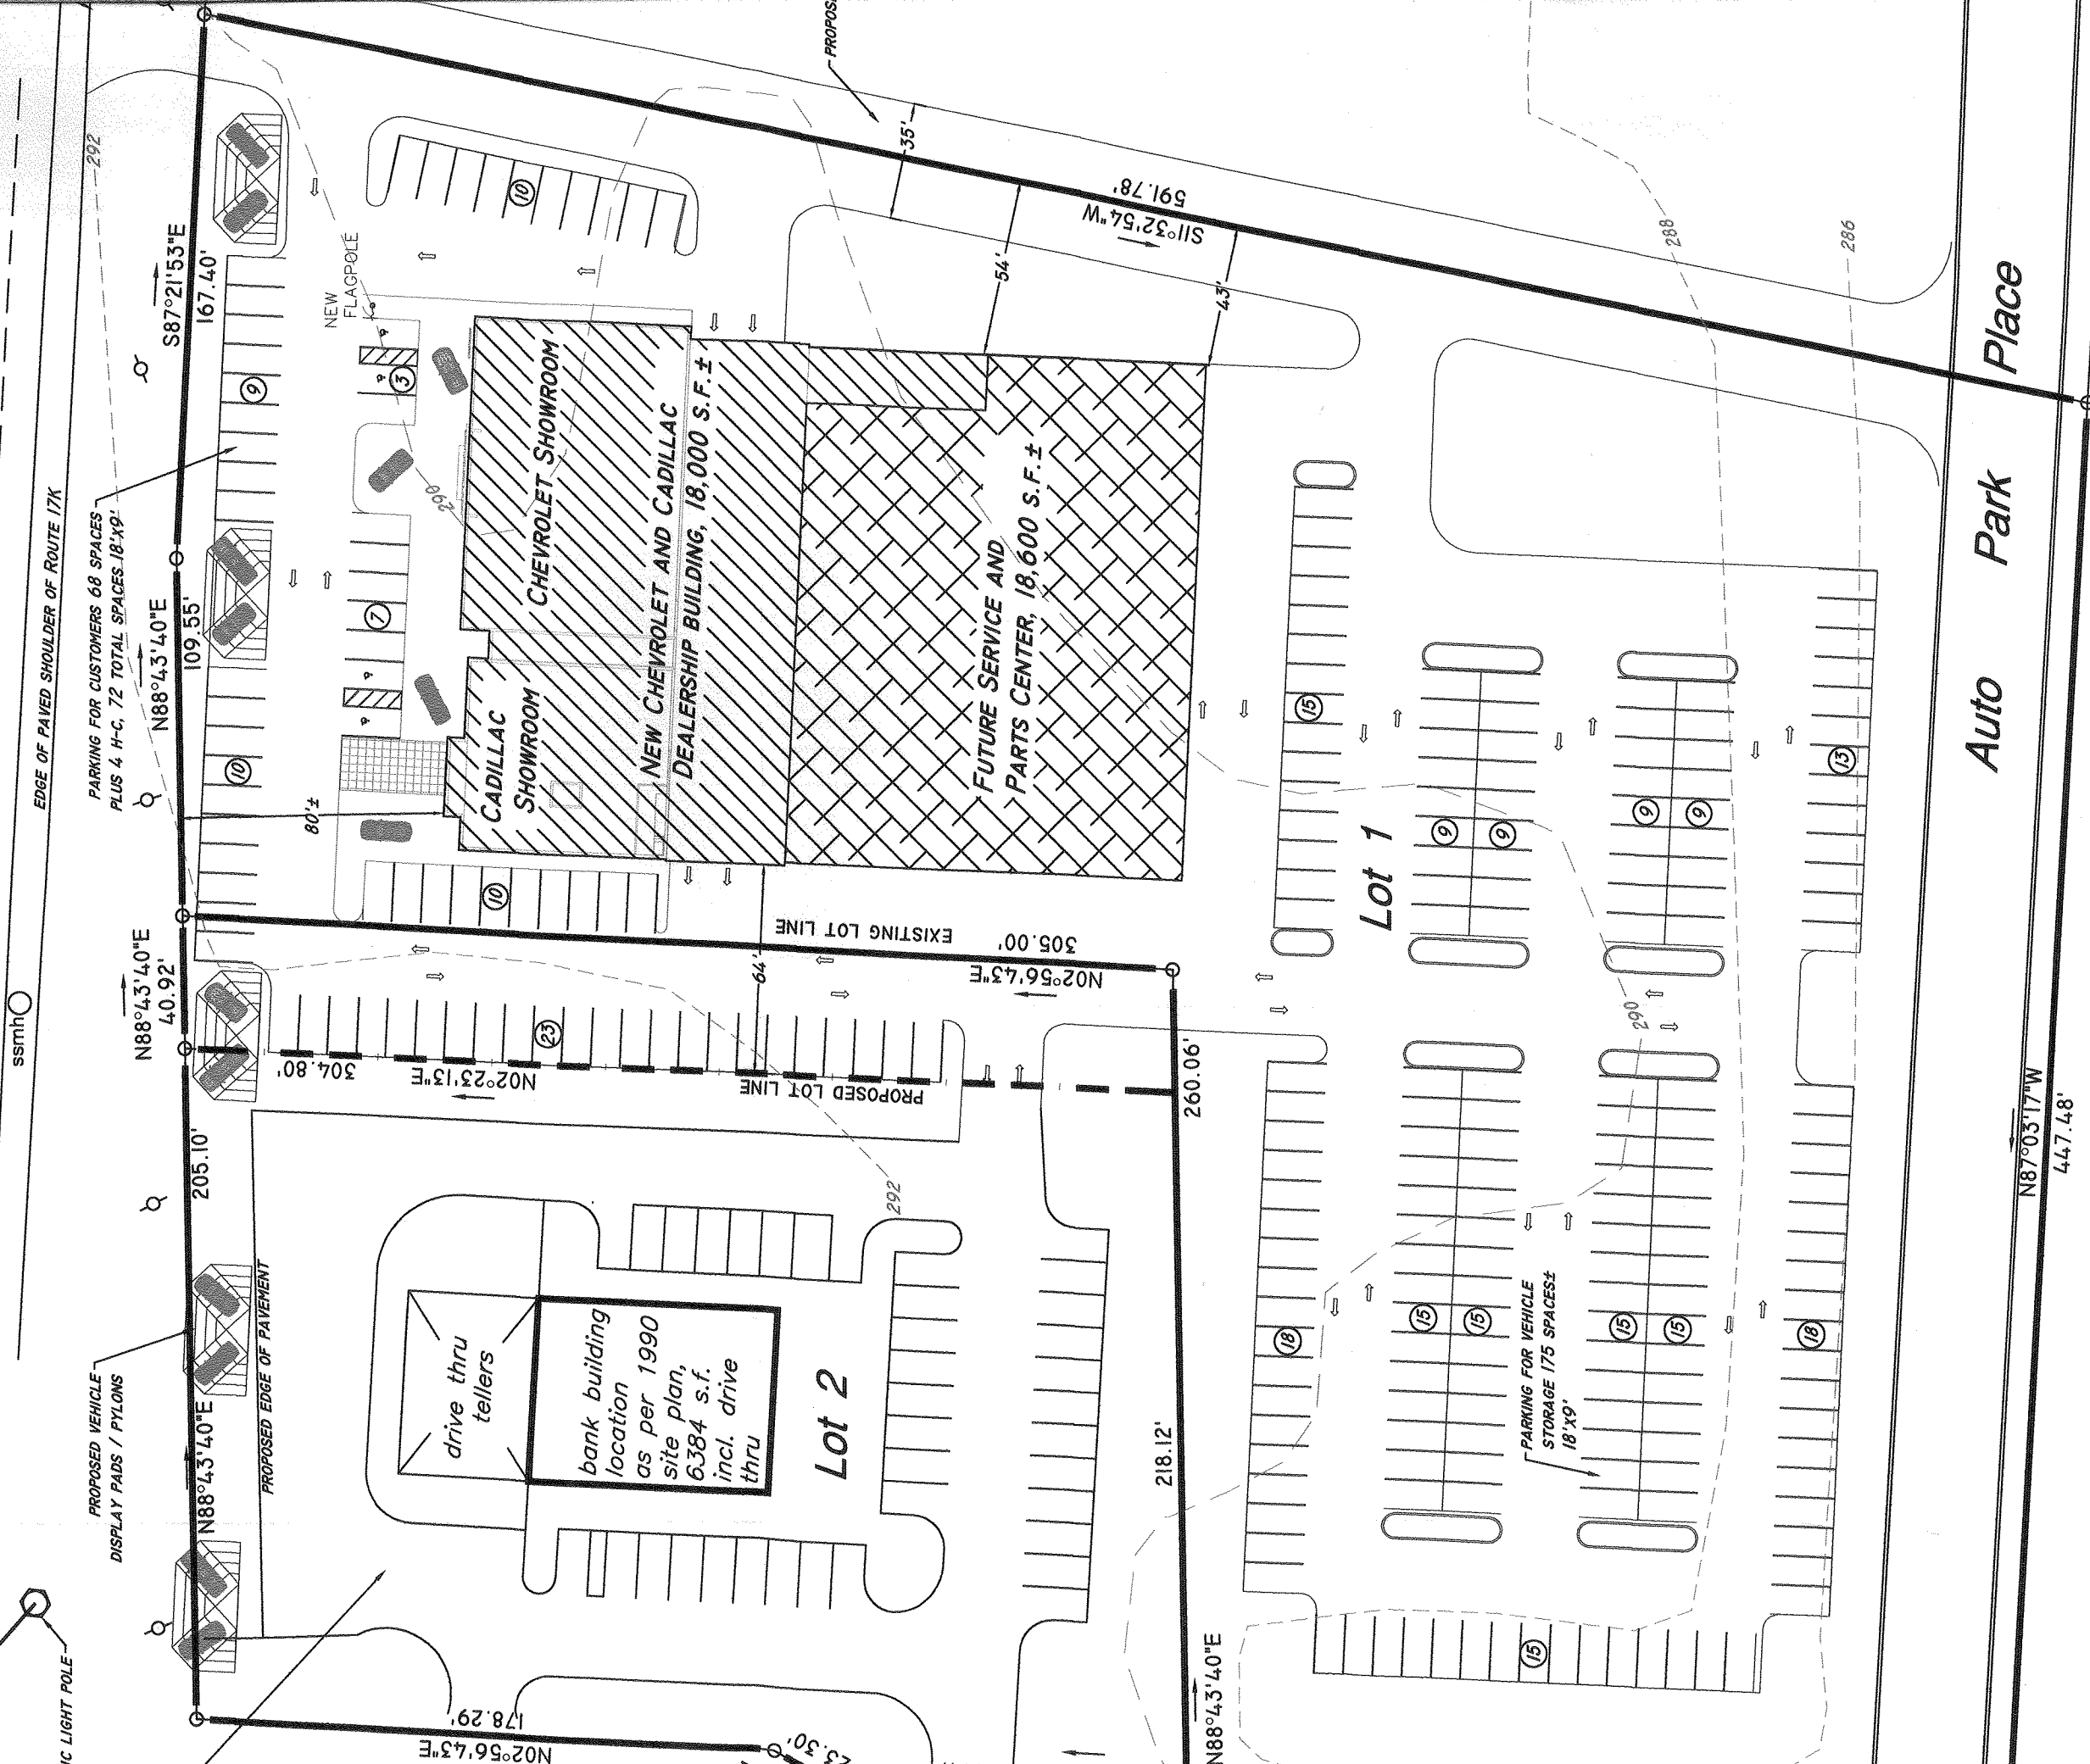 EDGE OF PAVED SHOULDER OF ROUTE 17K
292
S87°21'53"E
167.40'
PARKING FOR CUSTOMERS 68 SPACES
PLUS 4 H-C, 72 TOTAL SPACES 18'x9'
N88°43'40"E
109.55'
N88°43'40"E
40.92'
ssmh
205.10'
PROPOSED VEHICLE
DISPLAY PADS / PYLONS
N88°43'40"E
PROPOSED EDGE OF PAVEMENT
IC LIGHT POLE
NEW
FLAGPOLE
9
3
10
7
10
10
290
80'±
CADILLAC
SHOWROOM
CHEVROLET SHOWROOM
NEW CHEVROLET AND CADILLAC
DEALERSHIP BUILDING, 18,000 S.F.±
FUTURE SERVICE AND
PARTS CENTER, 18,600 S.F.±
35'
54'
43'
64'
591.78'
S11°32'54"W
305.00'
EXISTING LOT LINE
N02°56'43"E
23
304.80'
N02°23'13"E
PROPOSED LOT LINE
292
drive thru
tellers
bank building
location
as per 1990
site plan,
6384 s.f.
incl. drive
thru
Lot 2
178.29'
N02°56'43"E
23.30'
260.06'
218.12'
N88°43'40"E
15
Lot 1
9
9
9
9
13
290
288
286
18
15
15
15
15
18
PARKING FOR VEHICLE
STORAGE 175 SPACES±
18'x9'
15
Auto Park Place
N87°03'17"W
447.48'